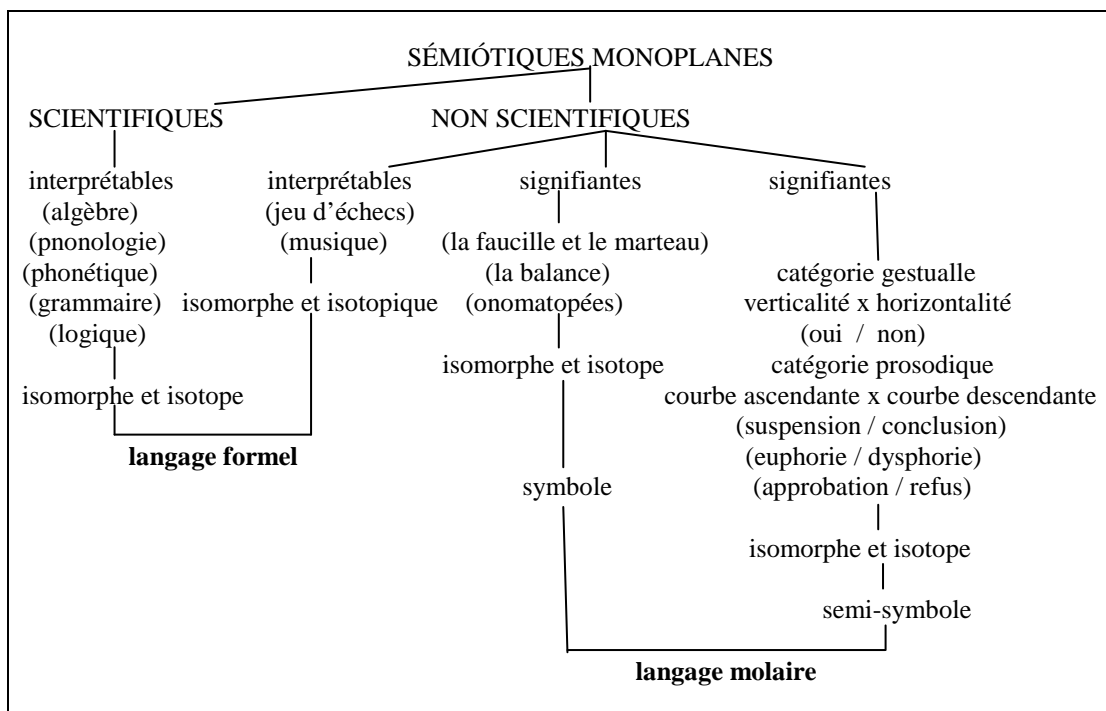 SÉMIÓTIQUES MONOPLANES
SCIENTIFIQUES
NON SCIENTIFIQUES
interprétables
(algèbre)
(pnonologie)
(phonétique)
(grammaire)
(logique)
isomorphe et isotope
interprétables
(jeu d’échecs)
(musique)
isomorphe et isotopique
langage formel
signifiantes
(la faucille et le marteau)
(la balance)
(onomatopées)
isomorphe et isotope
symbole
signifiantes
catégorie gestualle
verticalité x horizontalité
(oui / non)
catégorie prosodique
courbe ascendante x courbe descendante
(suspension / conclusion)
(euphorie / dysphorie)
(approbation / refus)
isomorphe et isotope
semi-symbole
langage molaire